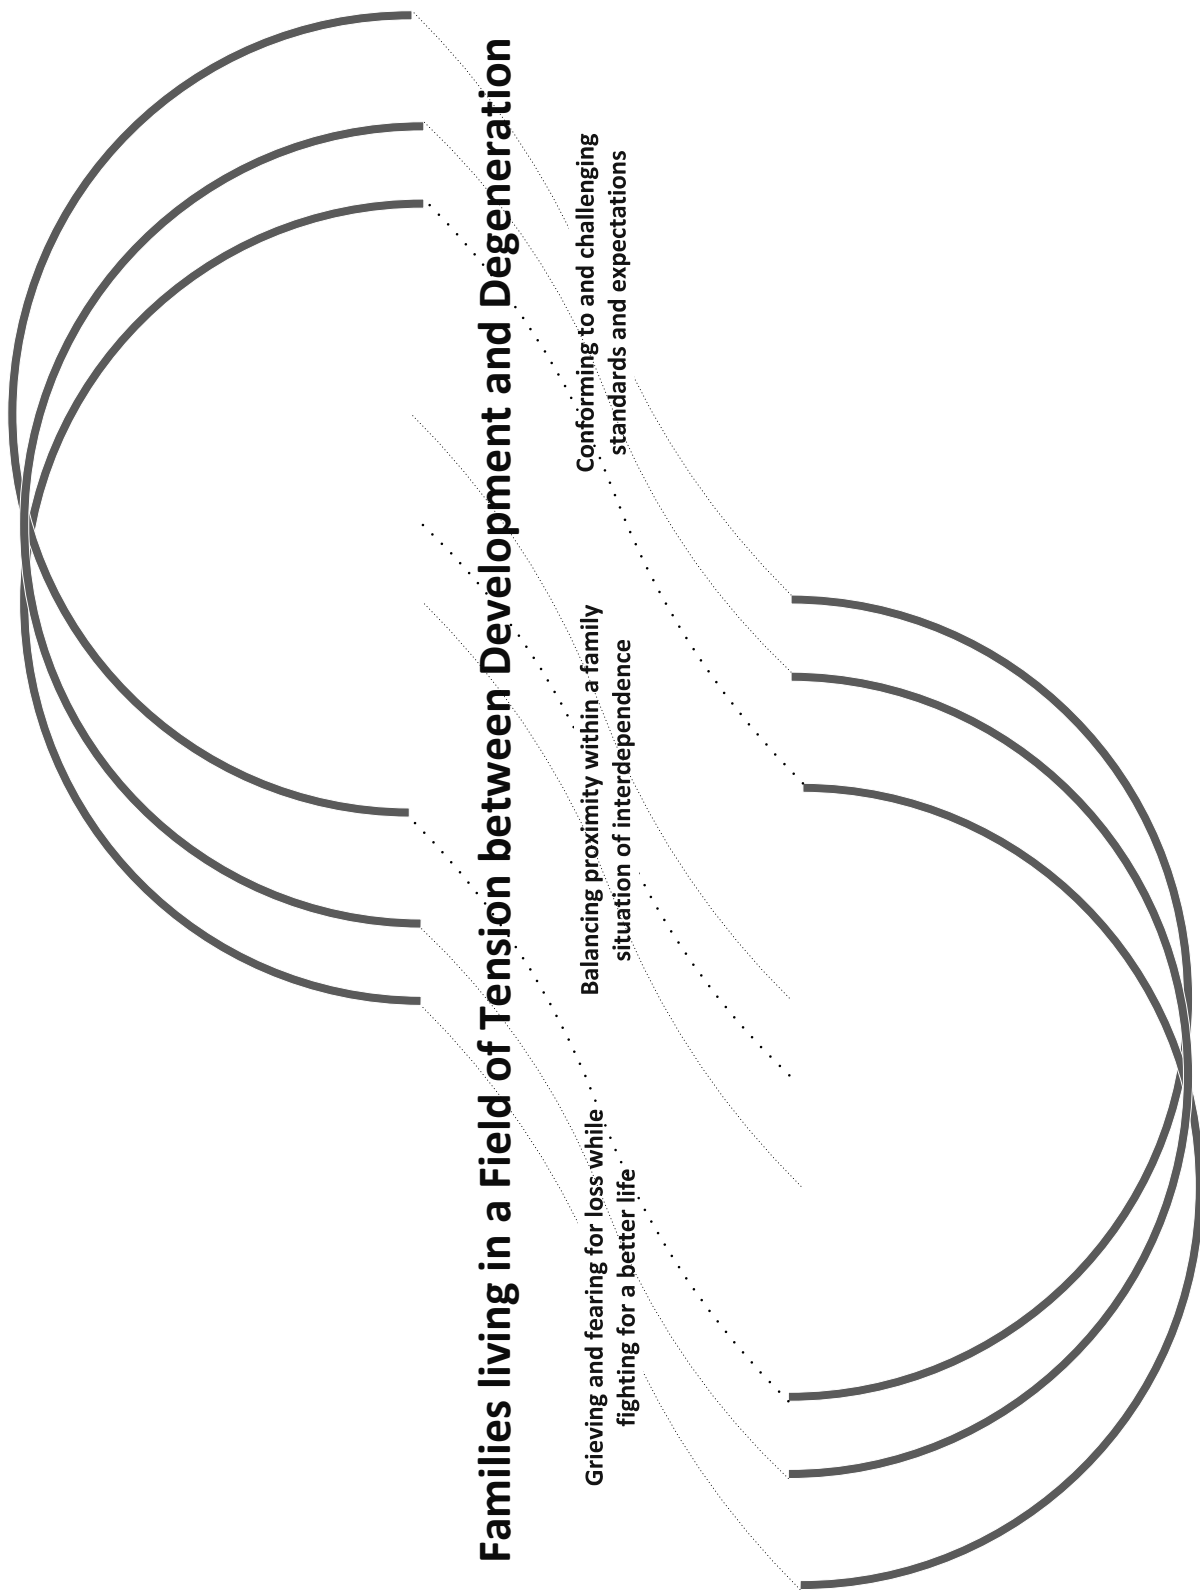 Families living in a Field of Tension between Development and Degeneration
Grieving and fearing for loss while
fighting for a better life
Balancing proximity within a family
situation of interdependence
Conforming to and challenging
standards and expectations